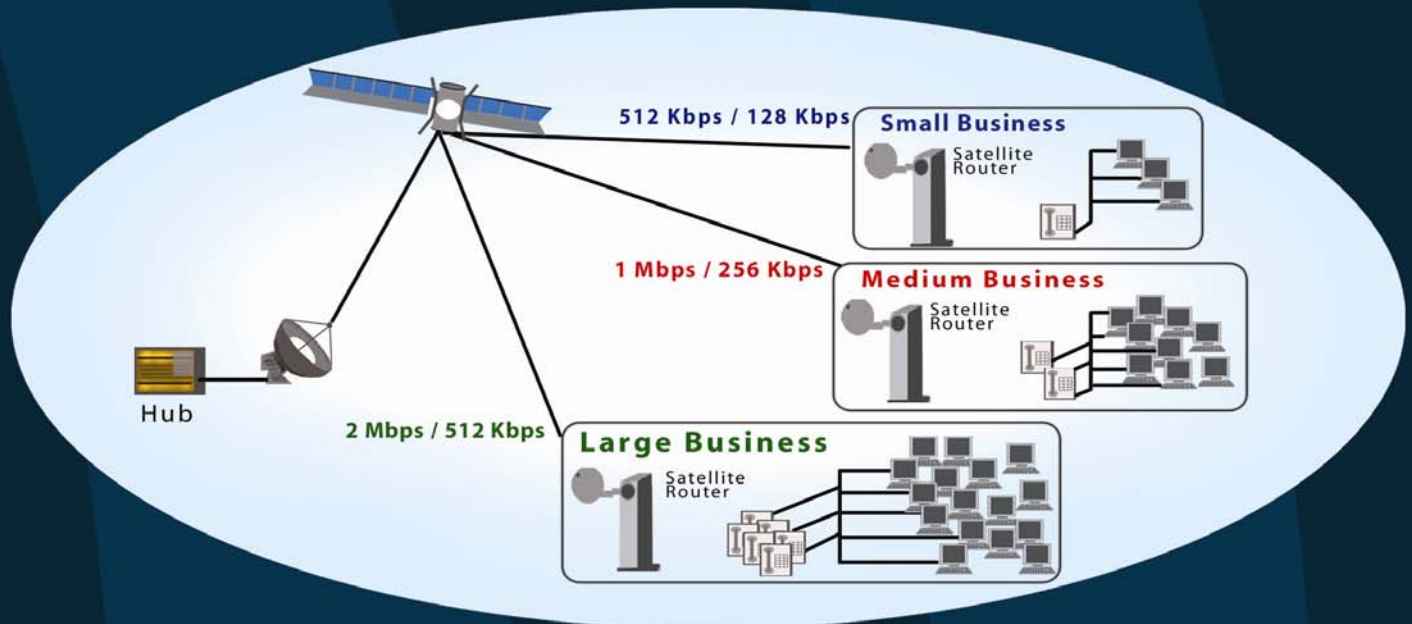 512 Kbps / 128 Kbps
Small Business
Satellite
Router
1 Mbps / 256 Kbps
Medium Business
Satellite
Router
Hub
2 Mbps / 512 Kbps
Large Business
Satellite
Router